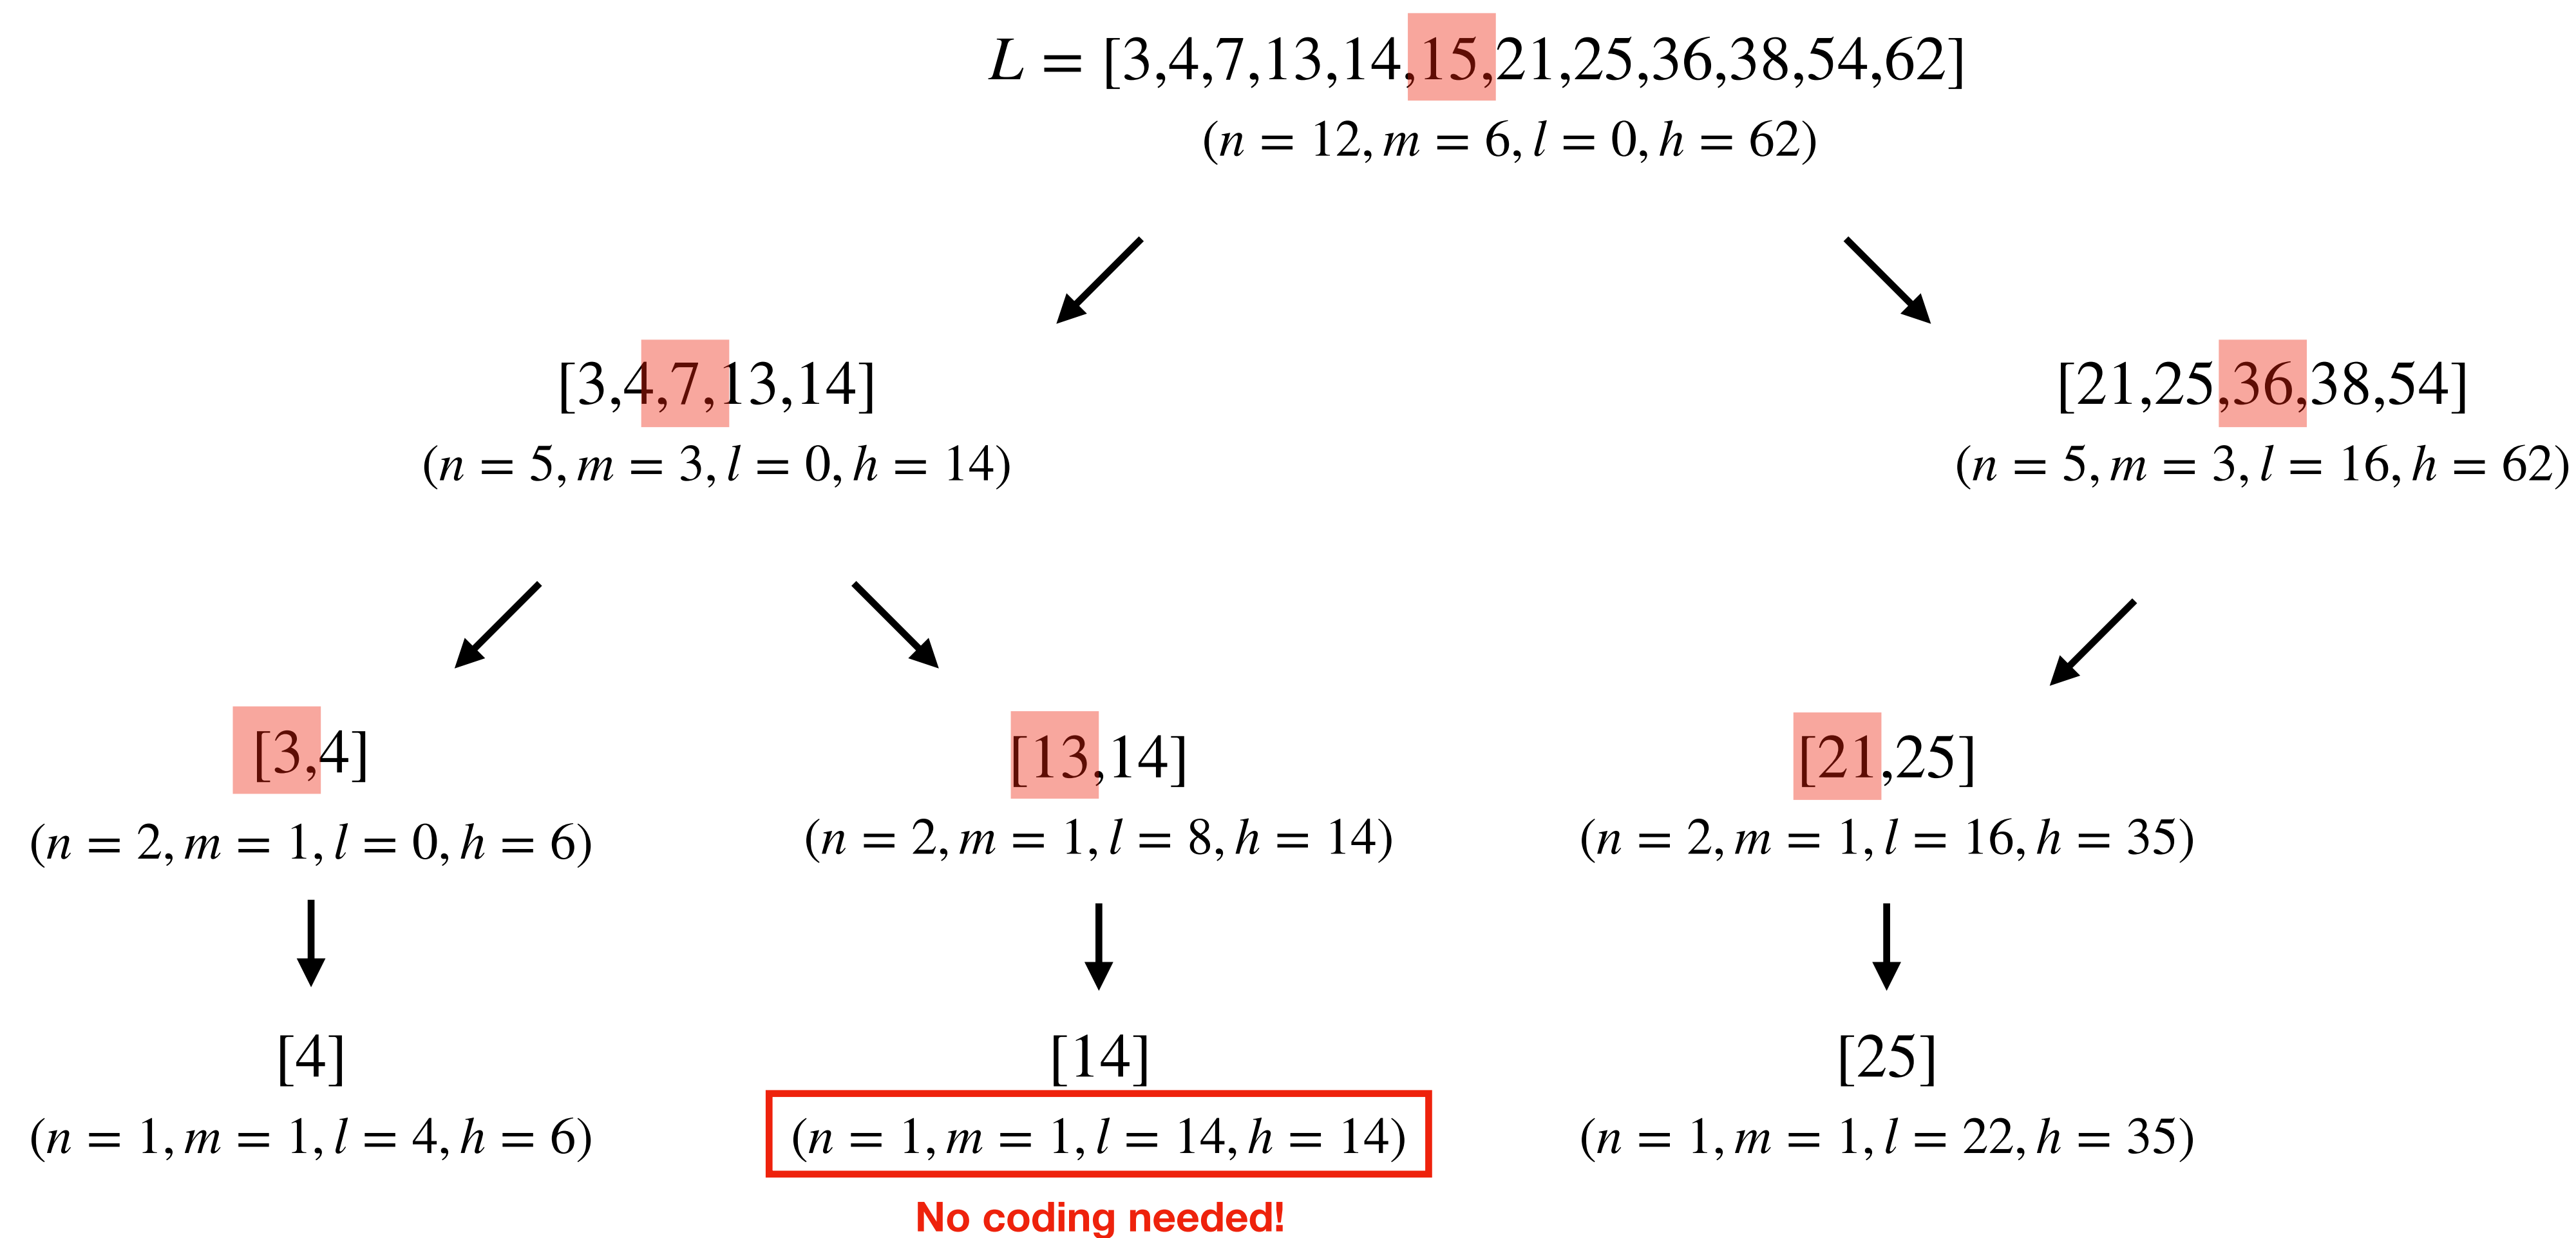 L = [3,4,7,13,14,15,21,25,36,38,54,62]
(n = 12, m = 6, l = 0, h = 62)
[3,4,7,13,14]
(n = 5, m = 3, l = 0, h = 14)
[21,25,36,38,54]
(n = 5, m = 3, l = 16, h = 62)
[3,4]
(n = 2, m = 1, l = 0, h = 6)
[13,14]
(n = 2, m = 1, l = 8, h = 14)
[21,25]
(n = 2, m = 1, l = 16, h = 35)
[4]
(n = 1, m = 1, l = 4, h = 6)
[14]
(n = 1, m = 1, l = 14, h = 14)
No coding needed!
[25]
(n = 1, m = 1, l = 22, h = 35)